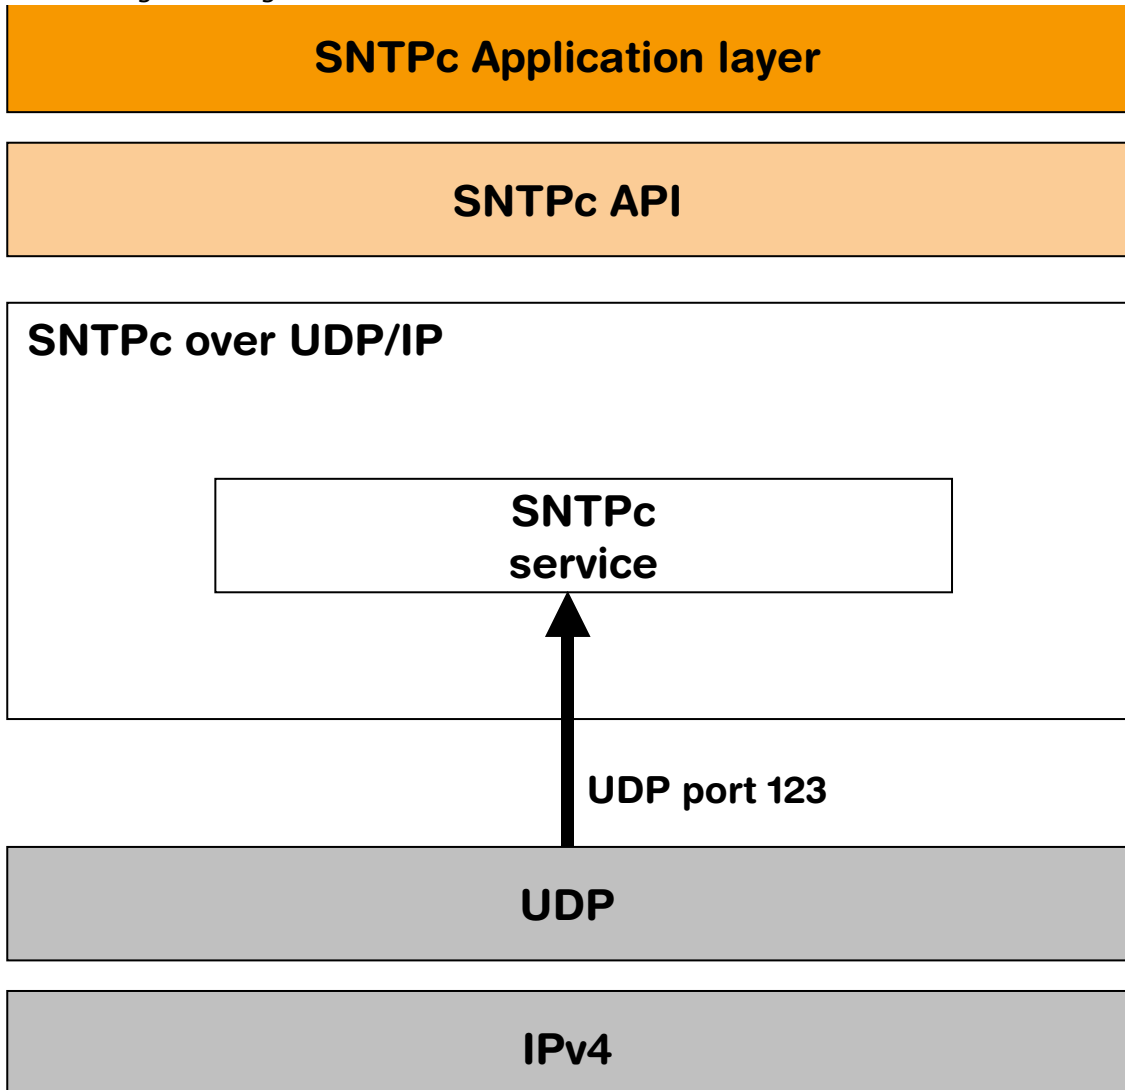 SNTPc Application layer
SNTPc API
SNTPc over UDP/IP
SNTPc
service
UDP port 123
UDP
IPv4